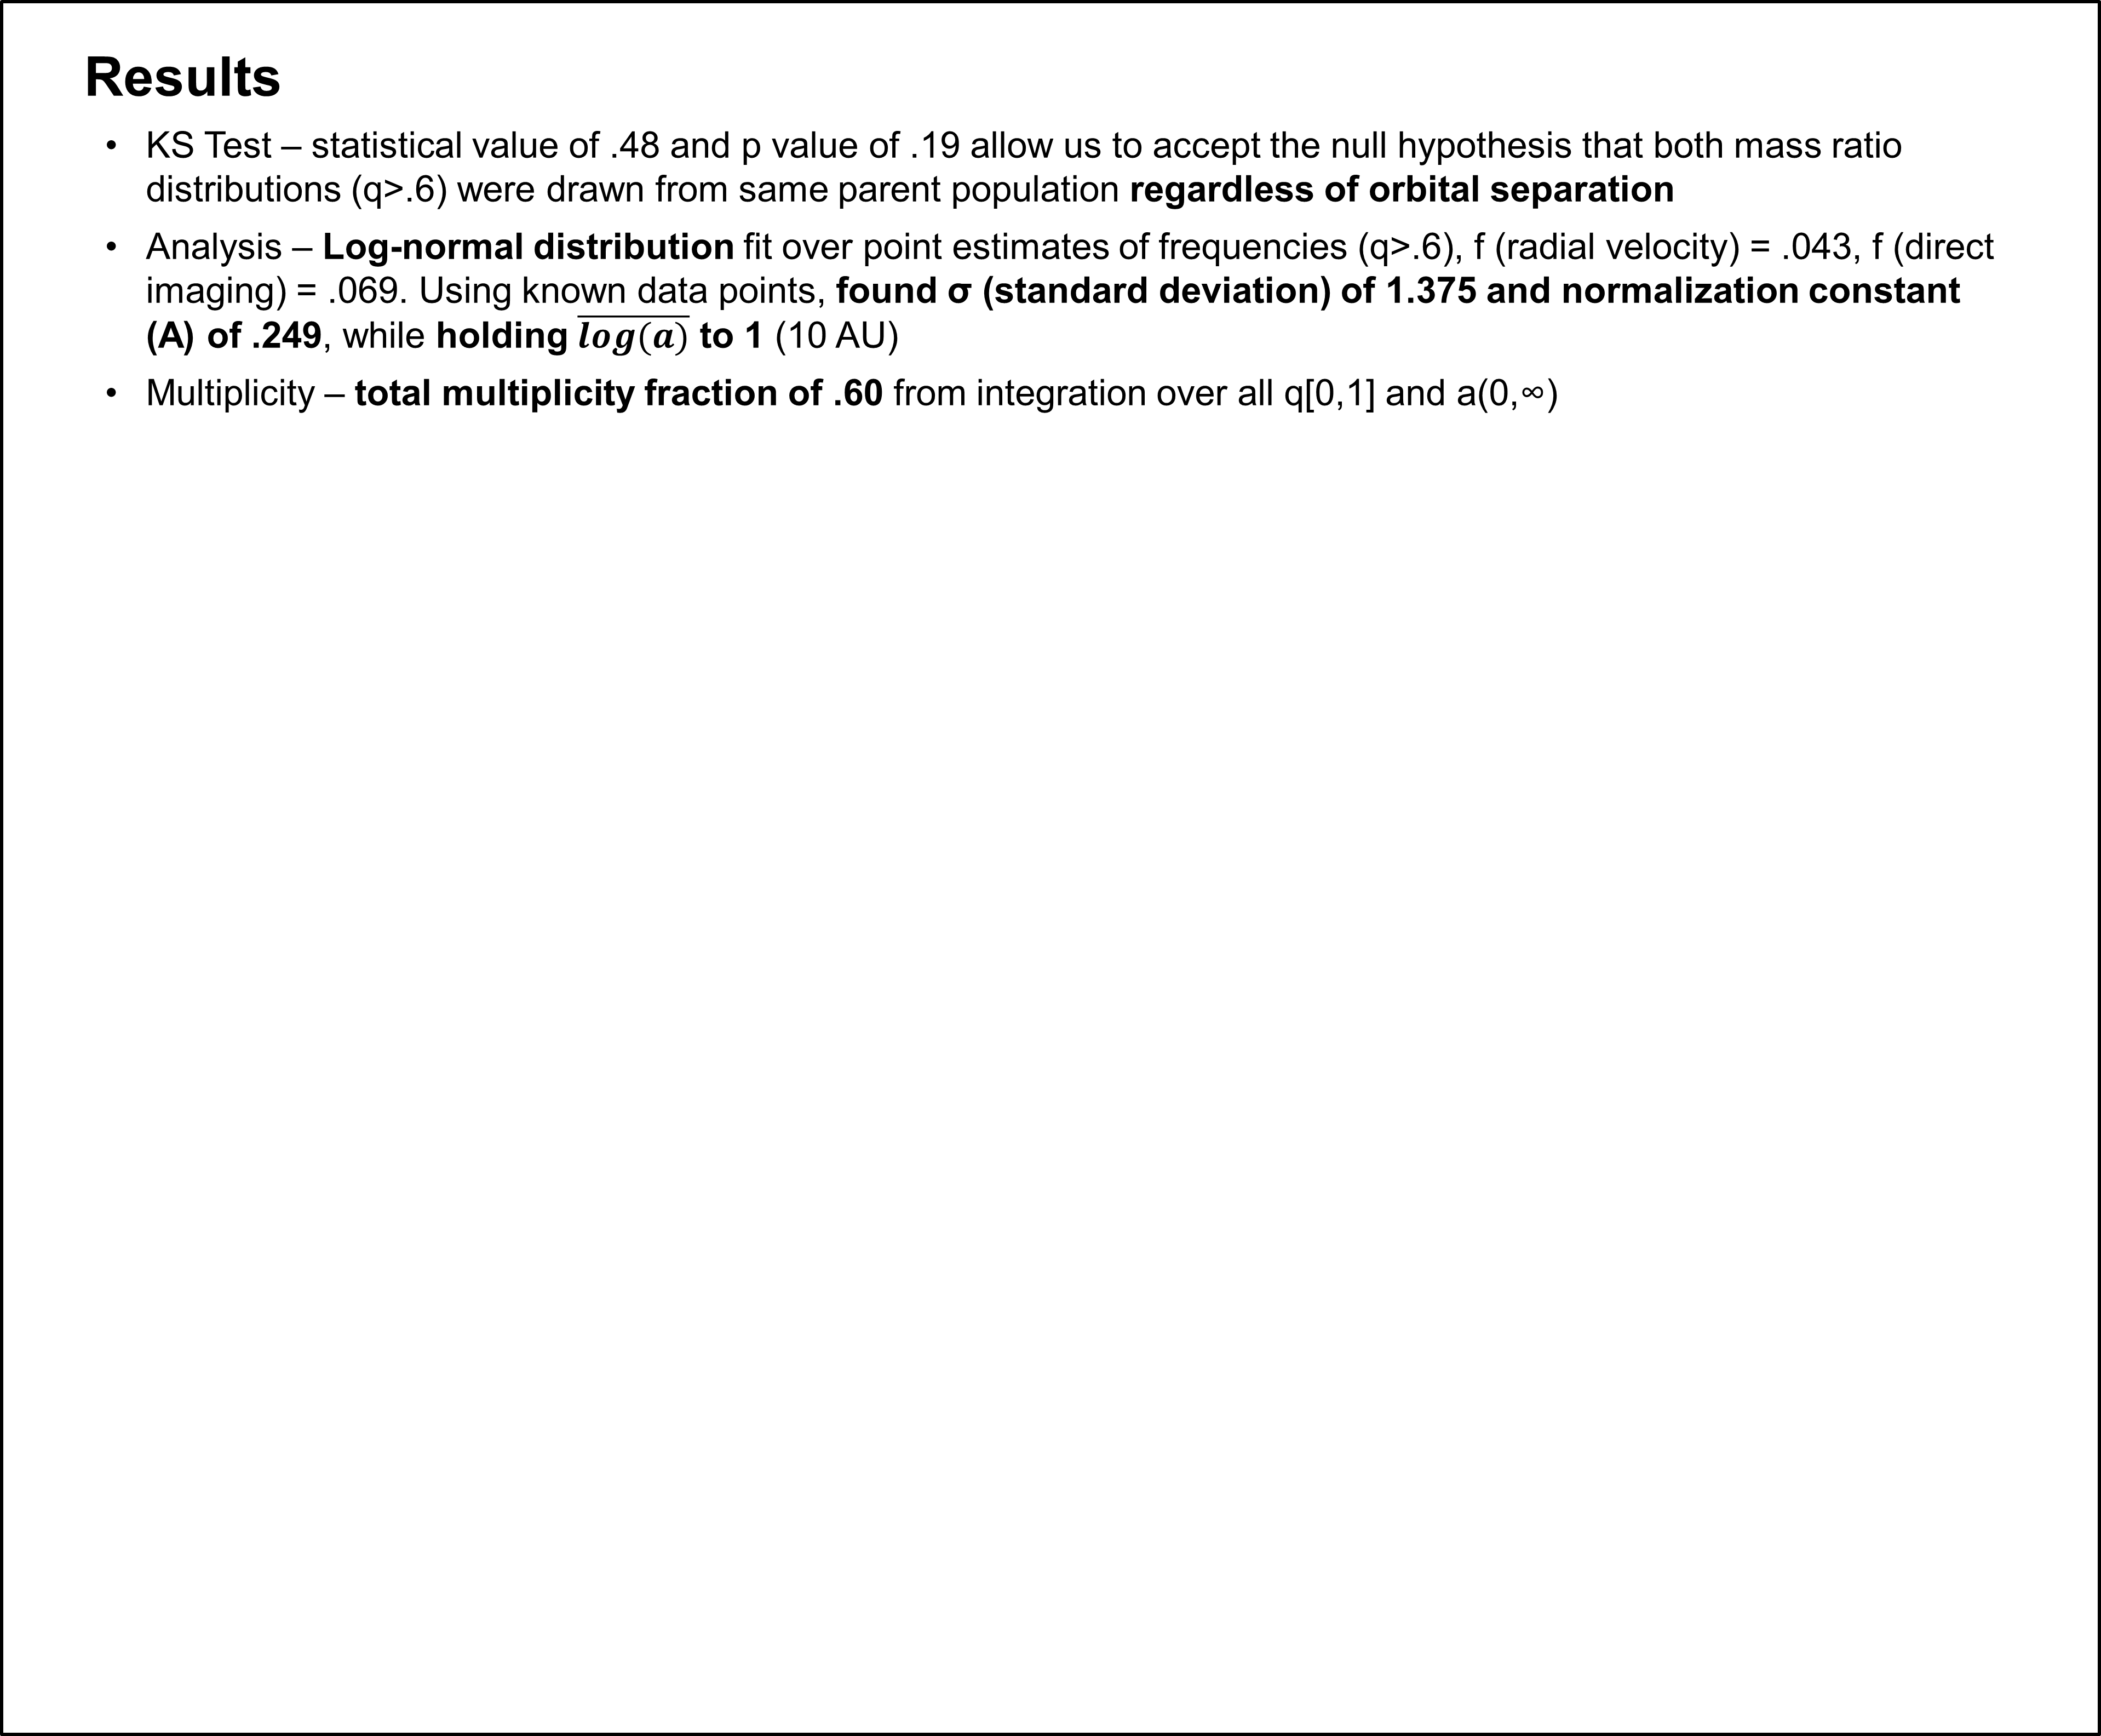 Results
• KS Test – statistical value of .48 and p value of .19 allow us to accept the null hypothesis that both mass ratio
distributions (q>.6) were drawn from same parent population regardless of orbital separation
• Analysis – Log-normal distribution fit over point estimates of frequencies (q>.6), f (radial velocity) = .043, f (direct
imaging) = .069. Using known data points, found σ (standard deviation) of 1.375 and normalization constant
(A) of .249, while holding \overline{log(a)} to 1 (10 AU)
• Multiplicity – total multiplicity fraction of .60 from integration over all q[0,1] and a(0,∞)